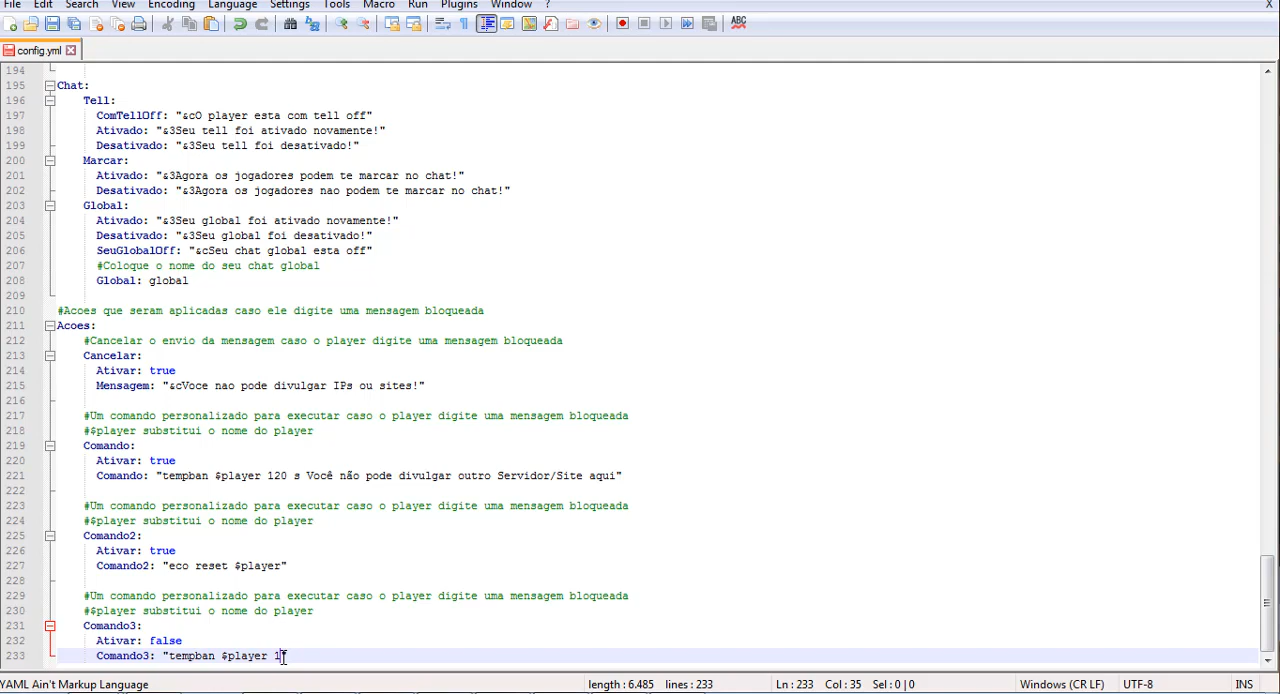 File Edit Search View Encoding Language Settings Tools Macro Run Plugins Window ? X
ABC
config.yml
194
195 Chat:
196 Tell:
197 ComTellOff: "&cO player esta com tell off"
198 Ativado: "&3Seu tell foi ativado novamente!"
199 Desativado: "&3Seu tell foi desativado!"
200 Marcar:
201 Ativado: "&3Agora os jogadores podem te marcar no chat!"
202 Desativado: "&3Agora os jogadores nao podem te marcar no chat!"
203 Global:
204 Ativado: "&3Seu global foi ativado novamente!"
205 Desativado: "&3Seu global foi desativado!"
206 SeuGlobalOff: "&cSeu chat global esta off"
207 #Coloque o nome do seu chat global
208 Global: global
209
210 #Acoes que seram aplicadas caso ele digite uma mensagem bloqueada
211 Acoes:
212 #Cancelar o envio da mensagem caso o player digite uma mensagem bloqueada
213 Cancelar:
214 Ativar: true
215 Mensagem: "&cVoce nao pode divulgar IPs ou sites!"
216
217 #Um comando personalizado para executar caso o player digite uma mensagem bloqueada
218 #$player substitui o nome do player
219 Comando:
220 Ativar: true
221 Comando: "tempban $player 120 s Você não pode divulgar outro Servidor/Site aqui"
222
223 #Um comando personalizado para executar caso o player digite uma mensagem bloqueada
224 #$player substitui o nome do player
225 Comando2:
226 Ativar: true
227 Comando2: "eco reset $player"
228
229 #Um comando personalizado para executar caso o player digite uma mensagem bloqueada
230 #$player substitui o nome do player
231 Comando3:
232 Ativar: false
233 Comando3: "tempban $player 1"
YAML Ain't Markup Language length : 6.485 lines : 233 Ln : 233 Col : 35 Sel : 0 | 0 Windows (CR LF) UTF-8 INS